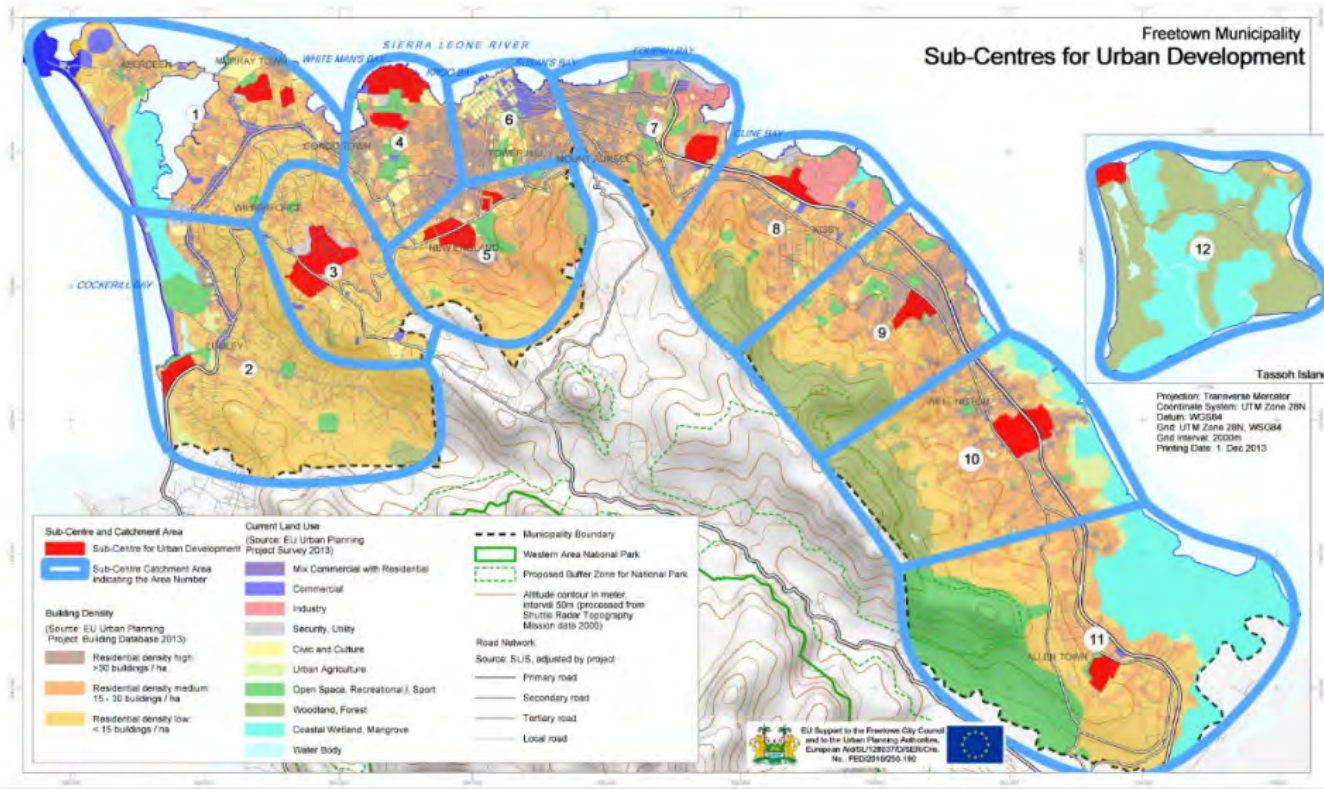 Freetown Municipality
Sub-Centres for Urban Development
SIERRA LEONE RIVER
ABERDEEN
MURRAY TOWN
WHITE MAN'S BAY
KROO BAY
SUSAN'S BAY
FOURAH BAY
1
4
6
7
CONGO TOWN
TOWER HILL
MOUNT AUREOL
CLINE BAY
WILBERFORCE
3
NEW ENGLAND
5
8
KISSY
COCKERILL BAY
12
LUMLEY
2
9
Tassoh Island
WELLINGTON
10
Projection: Transverse Mercator
Coordinate System: UTM Zone 28N
Datum: WGS84
Grid: UTM Zone 28N, WSG84
Grid Interval: 2000m
Printing Date: 1. Dec 2013
11
ALLEN TOWN
Sub-Centre and Catchment Area
Sub-Centre for Urban Development
Sub-Centre Catchment Area
indicating the Area Number
Building Density
(Source: EU Urban Planning
Project. Building Database 2013)
Residential density high:
>30 buildings / ha
Residential density medium:
15 - 30 buildings / ha
Residential density low:
< 15 buildings / ha
Current Land Use
(Source: EU Urban Planning
Project Survey 2013)
Mix Commercial with Residential
Commercial
Industry
Security, Utility
Civic and Culture
Urban Agriculture
Open Space, Recreational, Sport
Woodland, Forest
Coastal Wetland, Mangrove
Water Body
Municipality Boundary
Western Area National Park
Proposed Buffer Zone for National Park
Altitude contour in meter,
interval 50m (processed from
Shuttle Radar Topography
Mission data 2000)
Road Network
Source: SLIS, adjusted by project
Primary road
Secondary road
Tertiary road
Local road
EU Support to the Freetown City Council
and to the Urban Planning Authorities,